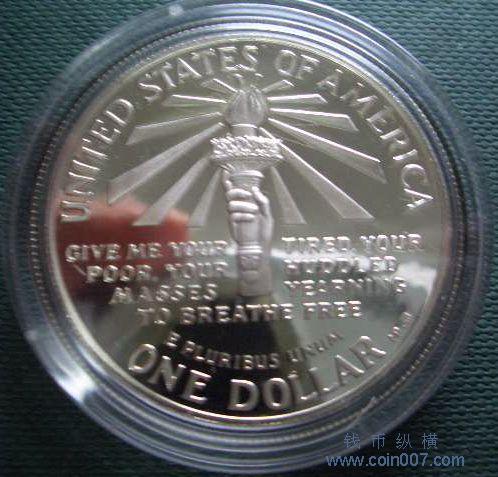 UNITED STATES OF AMERICA
GIVE ME YOUR TIRED, YOUR
POOR, YOUR HUDDLED
MASSES YEARNING
TO BREATHE FREE
E PLURIBUS UNUM
ONE DOLLAR
钱币纵横
www.coin007.com